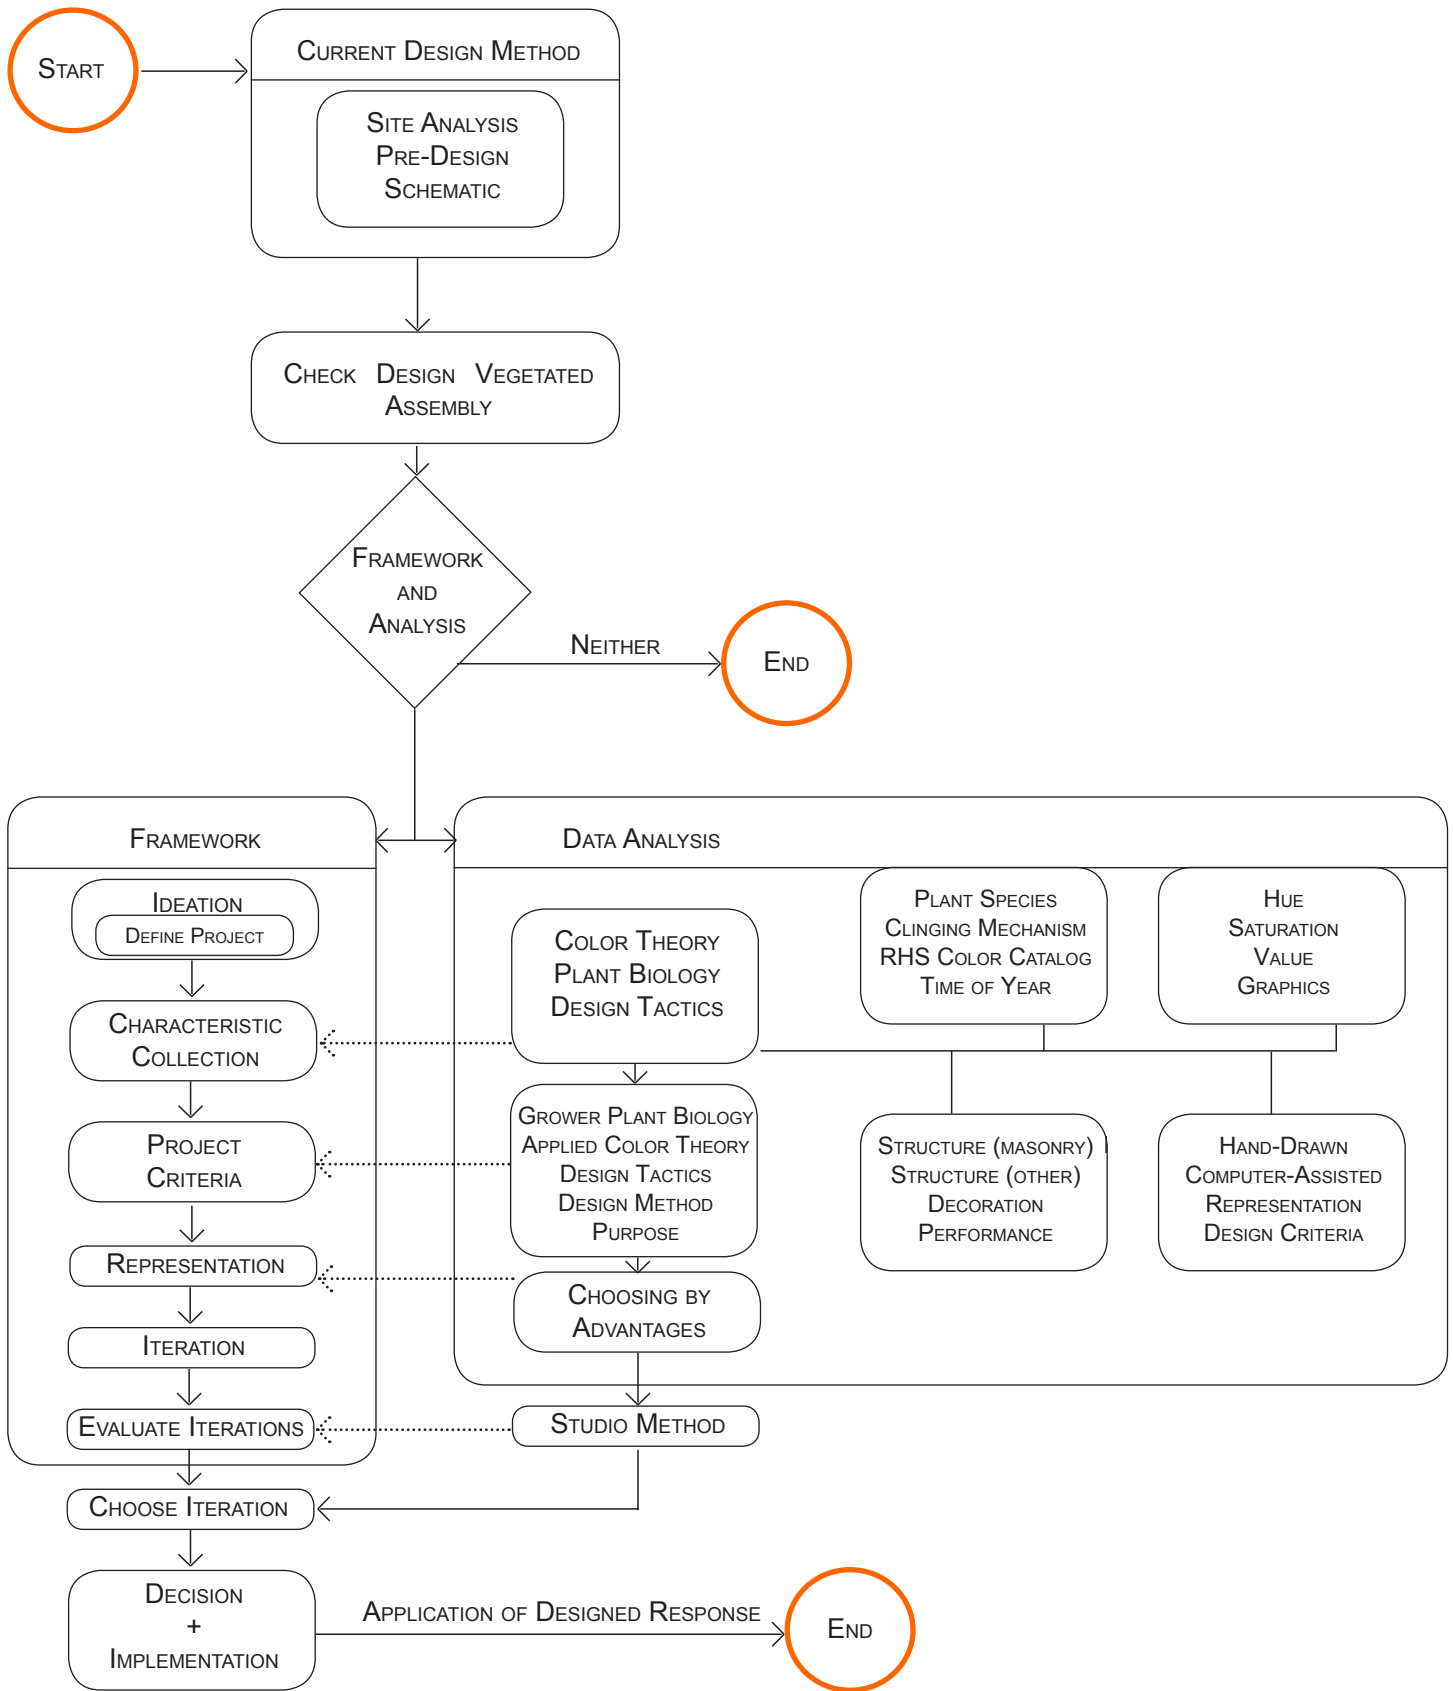 Start
Current Design Method
Site Analysis
Pre-Design
Schematic
Check Design Vegetated
Assembly
Framework
and
Analysis
Neither
End
Framework
Ideation
Define Project
Characteristic
Collection
Project
Criteria
Representation
Iteration
Evaluate Iterations
Choose Iteration
Decision
+
Implementation
Data Analysis
Color Theory
Plant Biology
Design Tactics
Grower Plant Biology
Applied Color Theory
Design Tactics
Design Method
Purpose
Choosing by
Advantages
Studio Method
Plant Species
Clinging Mechanism
RHS Color Catalog
Time of Year
Hue
Saturation
Value
Graphics
Structure (masonry)
Structure (other)
Decoration
Performance
Hand-Drawn
Computer-Assisted
Representation
Design Criteria
Application of Designed Response
End